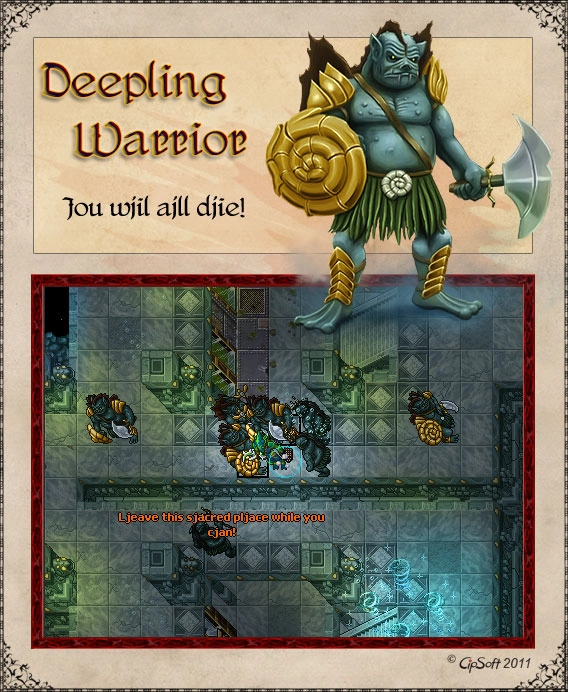 Deepling
Warrior
Jou wjil ajll djie!
Ljeave this sjacred pljace while you
cjan!
© CipSoft 2011